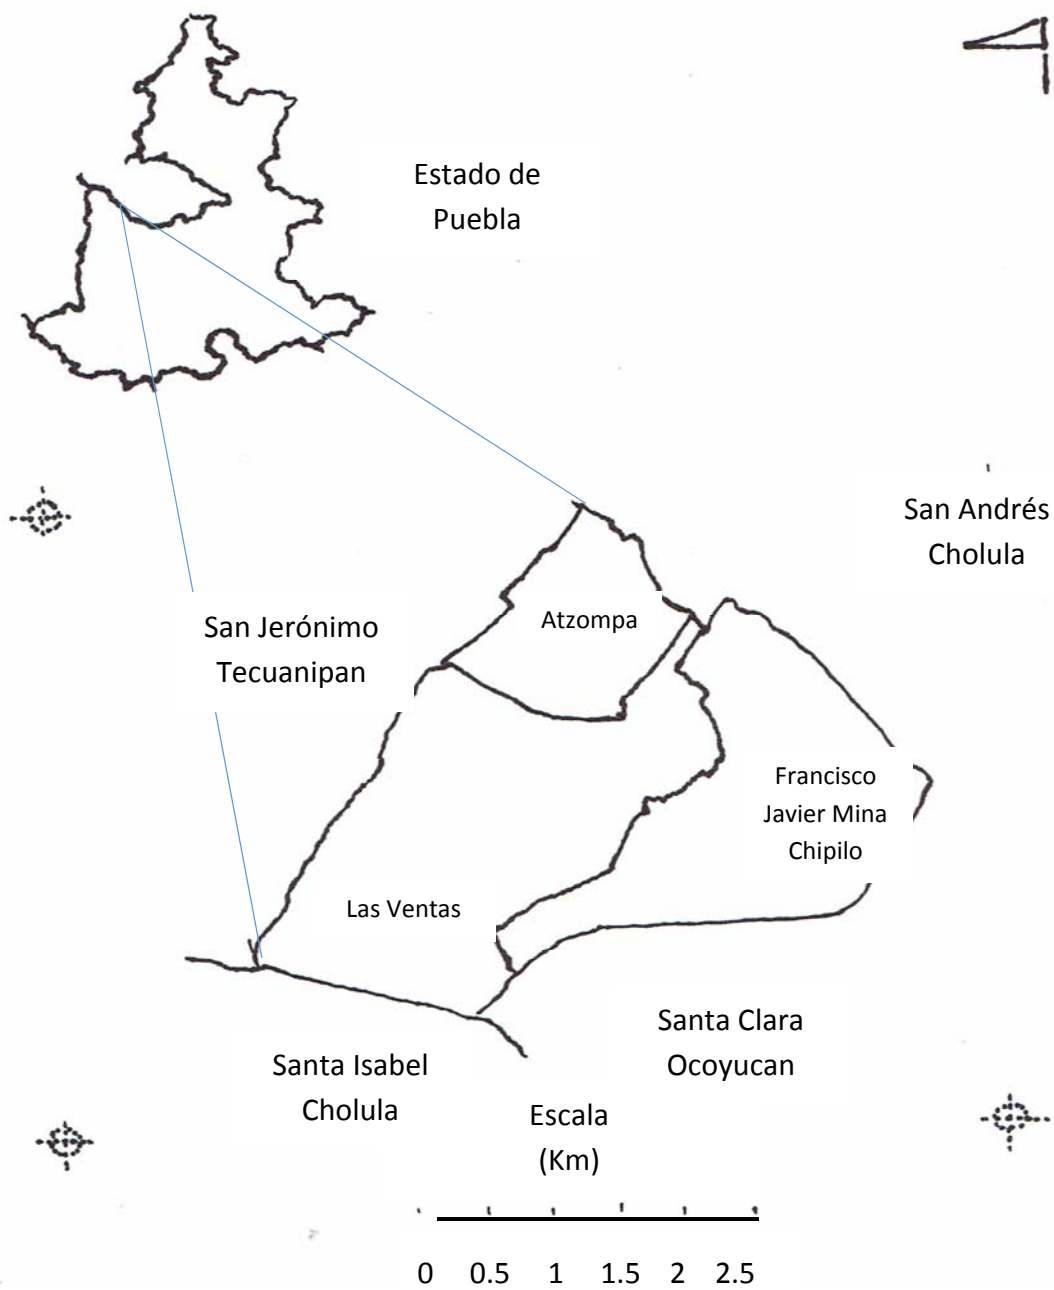 Estado de
Puebla
San Andrés
Cholula
Atzompa
San Jerónimo
Tecuanipan
Francisco
Javier Mina
Chipilo
Las Ventas
Santa Clara
Ocoyucan
Santa Isabel
Cholula
Escala
(Km)
0 0.5 1 1.5 2 2.5